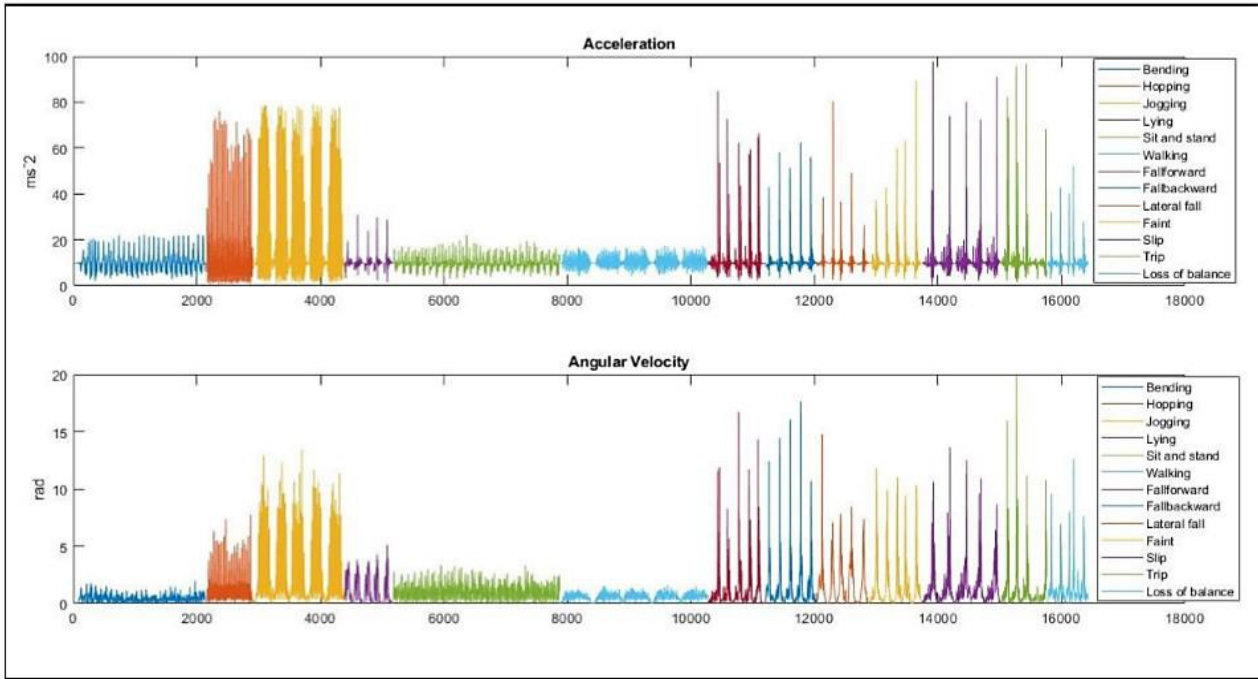 Acceleration
100
80
60
40
20
0
ms^2
0 2000 4000 6000 8000 10000 12000 14000 16000 18000
Bending
Hopping
Jogging
Lying
Sit and stand
Walking
Fallforward
Fallbackward
Lateral fall
Faint
Slip
Trip
Loss of balance
Angular Velocity
20
15
10
5
0
rad
0 2000 4000 6000 8000 10000 12000 14000 16000 18000
Bending
Hopping
Jogging
Lying
Sit and stand
Walking
Fallforward
Fallbackward
Lateral fall
Faint
Slip
Trip
Loss of balance